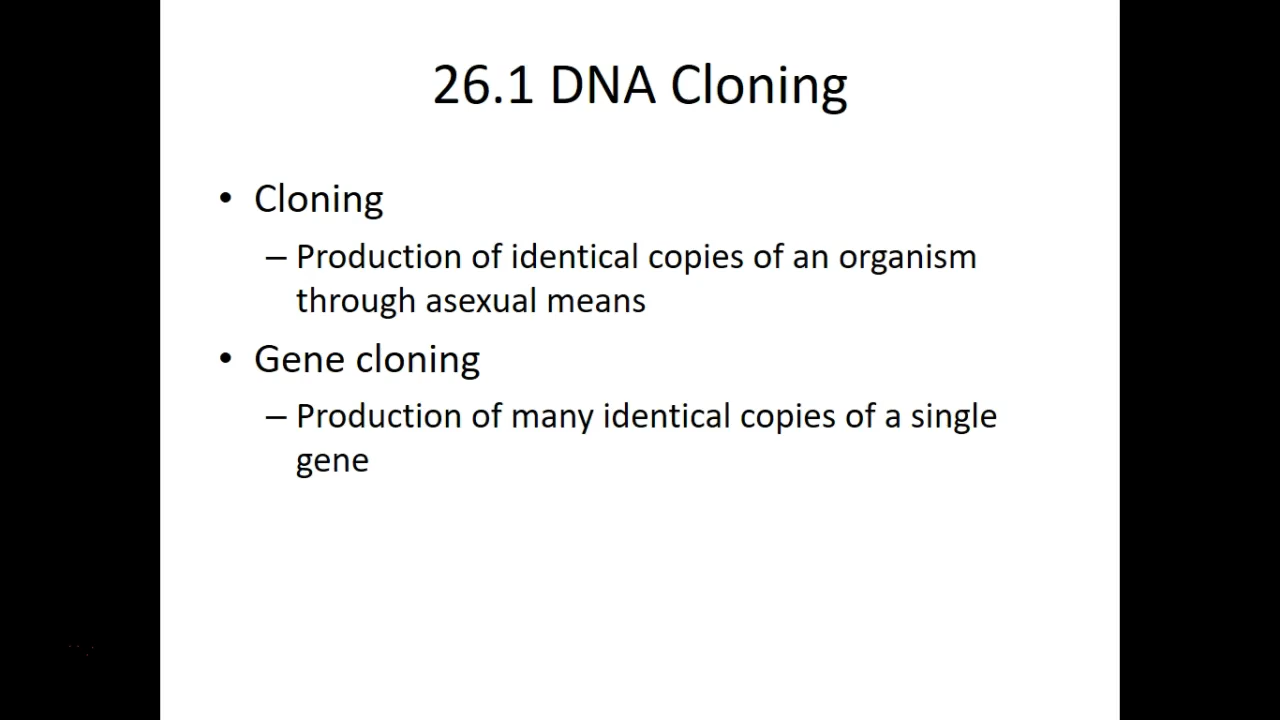 26.1 DNA Cloning
• Cloning
– Production of identical copies of an organism
through asexual means
• Gene cloning
– Production of many identical copies of a single
gene